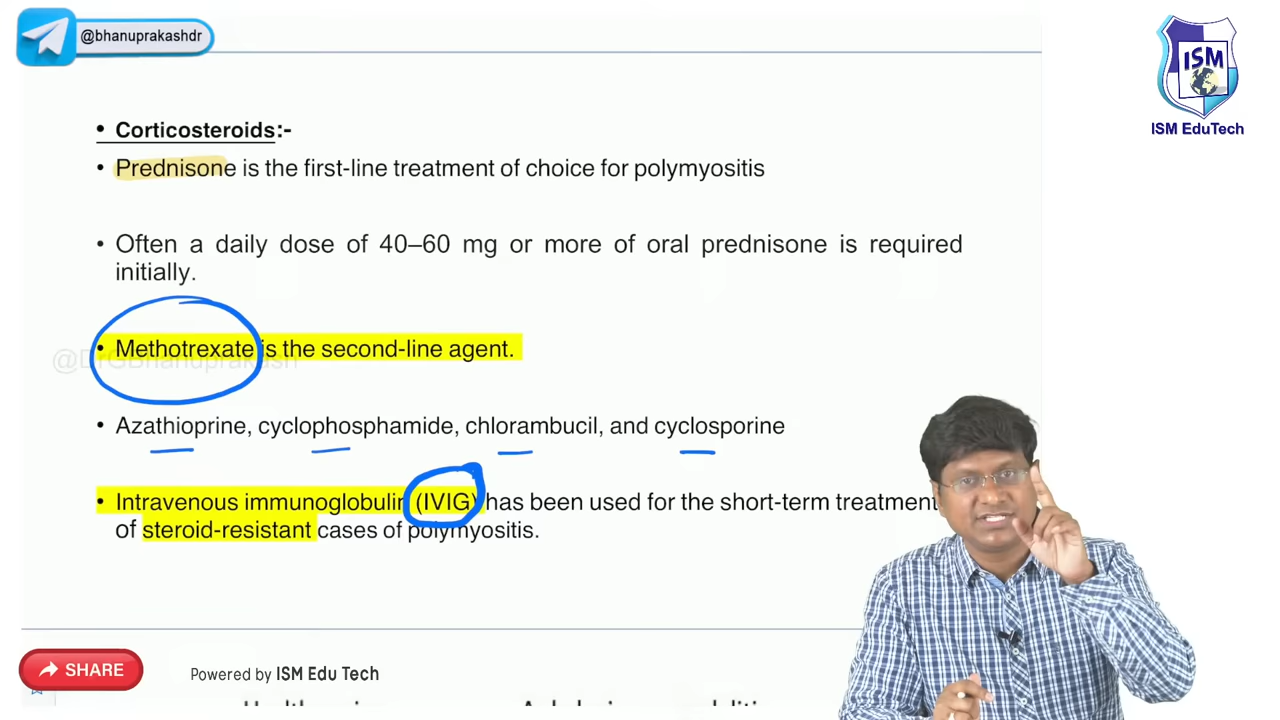 @bhanuprakashdr
ISM
ISM EduTech
• Corticosteroids:-
• Prednisone is the first-line treatment of choice for polymyositis
• Often a daily dose of 40–60 mg or more of oral prednisone is required
initially.
• Methotrexate is the second-line agent.
@DrGBhanuprakash
• Azathioprine, cyclophosphamide, chlorambucil, and cyclosporine
• Intravenous immunoglobulin (IVIG) has been used for the short-term treatment
of steroid-resistant cases of polymyositis.
SHARE
Powered by ISM Edu Tech